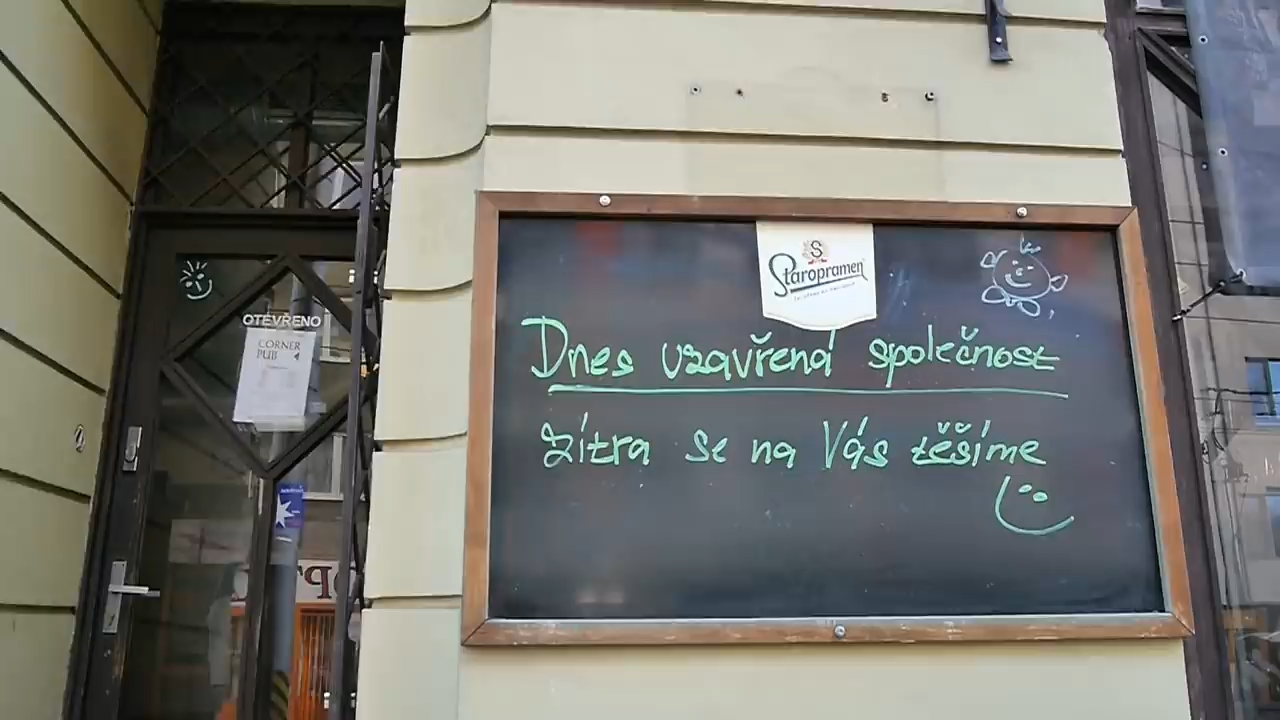 OTEVŘENO
CORNER
PUB
Staropramen
Dnes uzavřená společnost
zítra se na Vás těšíme